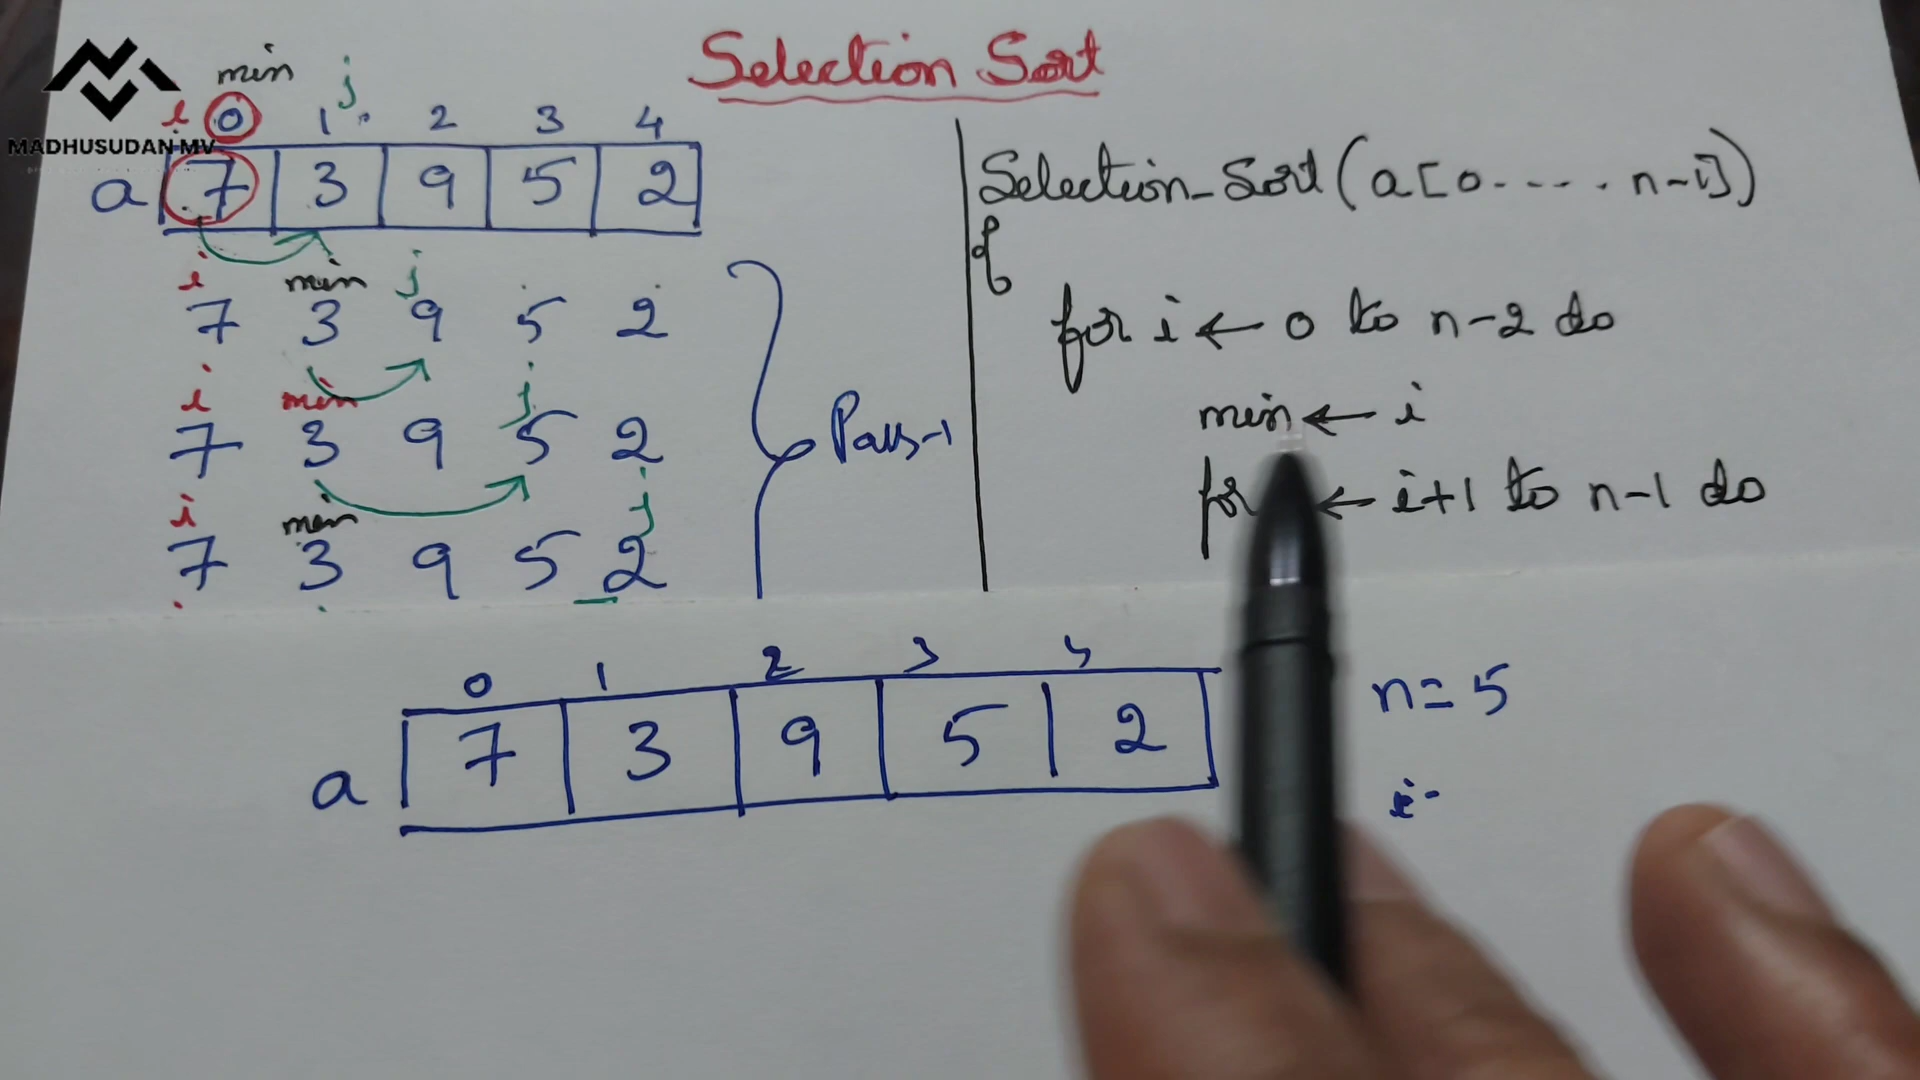 Selection Sort
min j
i 0 1 2 3 4
MADHUSUDAN MV
a 7 3 9 5 2
i min j
7 3 9 5 2
i min j
7 3 9 5 2
i min j
7 3 9 5 2
Pass-1
Selection-Sort(a[0----.n-1])
{
for i ← 0 to n-2 do
min ← i
for ← i+1 to n-1 do
0 1 2 3 4
a 7 3 9 5 2
n = 5
i-